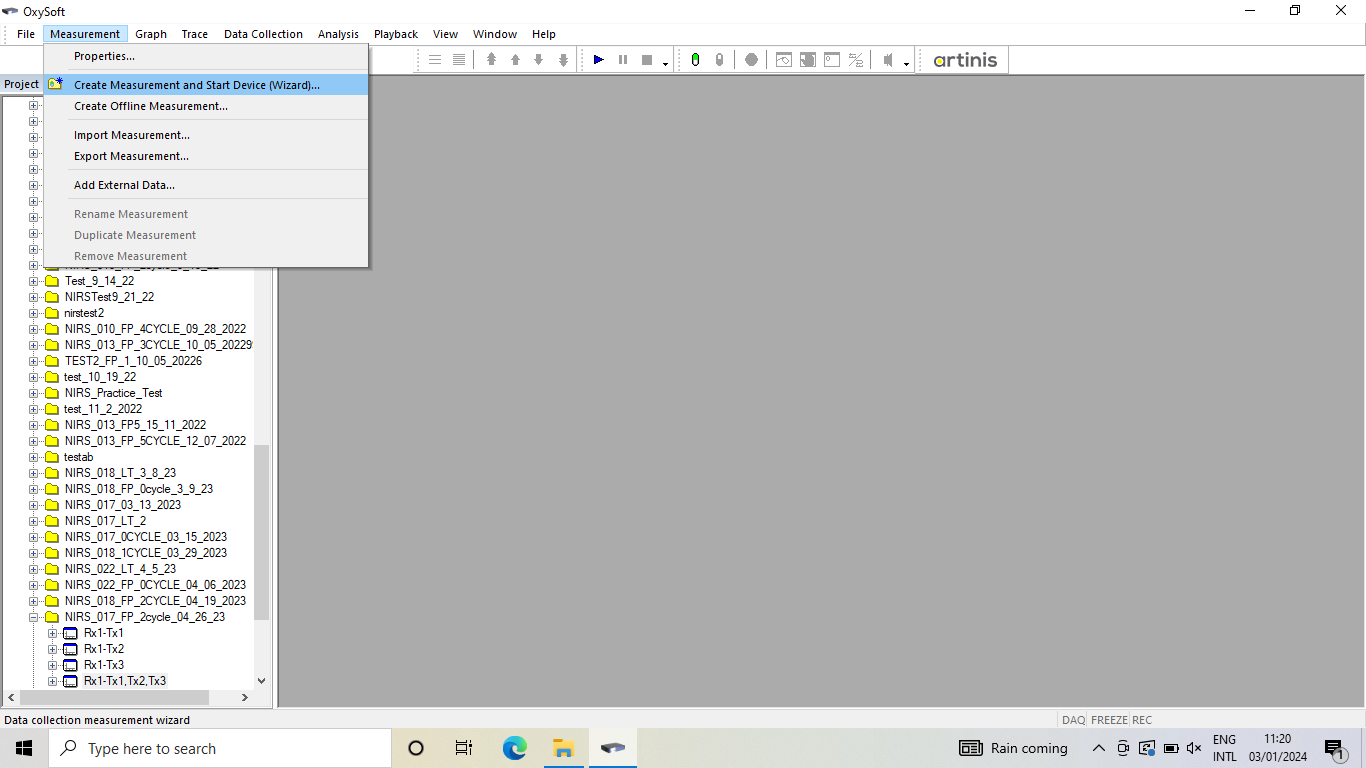 OxySoft
File Measurement Graph Trace Data Collection Analysis Playback View Window Help
Properties...
Create Measurement and Start Device (Wizard)...
Create Offline Measurement...
Import Measurement...
Export Measurement...
Add External Data...
Rename Measurement
Duplicate Measurement
Remove Measurement
artinis
Project
Test_9_14_22
NIRSTest9_21_22
nirstest2
NIRS_010_FP_4CYCLE_09_28_2022
NIRS_013_FP_3CYCLE_10_05_20229
TEST2_FP_1_10_05_20226
test_10_19_22
NIRS_Practice_Test
test_11_2_2022
NIRS_013_FP5_15_11_2022
NIRS_013_FP_5CYCLE_12_07_2022
testab
NIRS_018_LT_3_8_23
NIRS_018_FP_0cycle_3_9_23
NIRS_017_03_13_2023
NIRS_017_LT_2
NIRS_017_0CYCLE_03_15_2023
NIRS_018_1CYCLE_03_29_2023
NIRS_022_LT_4_5_23
NIRS_022_FP_0CYCLE_04_06_2023
NIRS_018_FP_2CYCLE_04_19_2023
NIRS_017_FP_2cycle_04_26_23
Rx1-Tx1
Rx1-Tx2
Rx1-Tx3
Rx1-Tx1,Tx2,Tx3
Data collection measurement wizard
DAQ FREEZE REC
Type here to search
Rain coming
ENG
INTL
11:20
03/01/2024
1